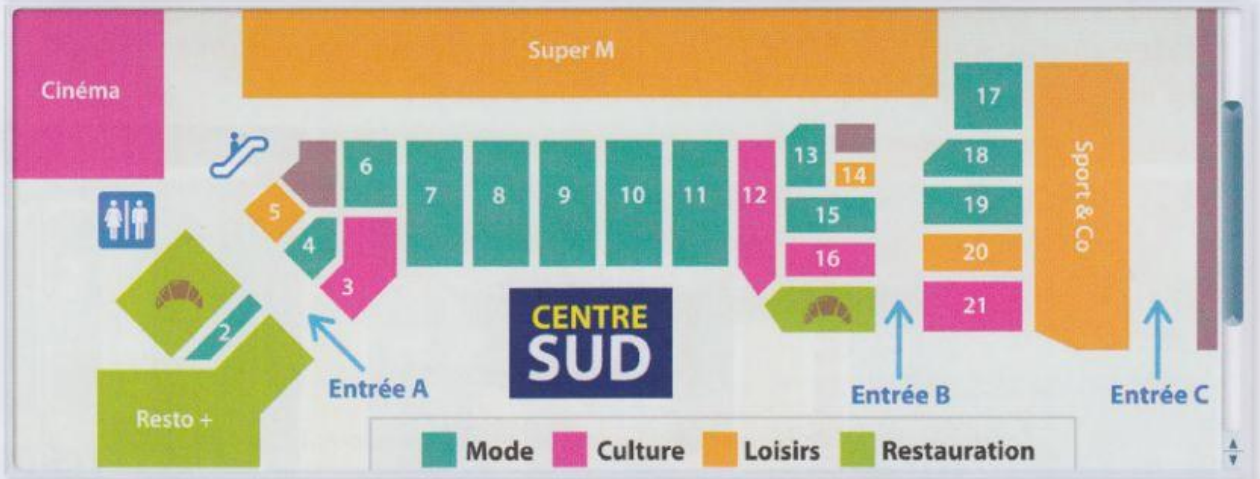 Cinéma
Super M
17
6
13
14
18
Sport & Co
7
8
9
10
11
12
5
15
19
4
16
20
3
2
CENTRE
SUD
21
Entrée A
Entrée B
Entrée C
Resto +
Mode
Culture
Loisirs
Restauration